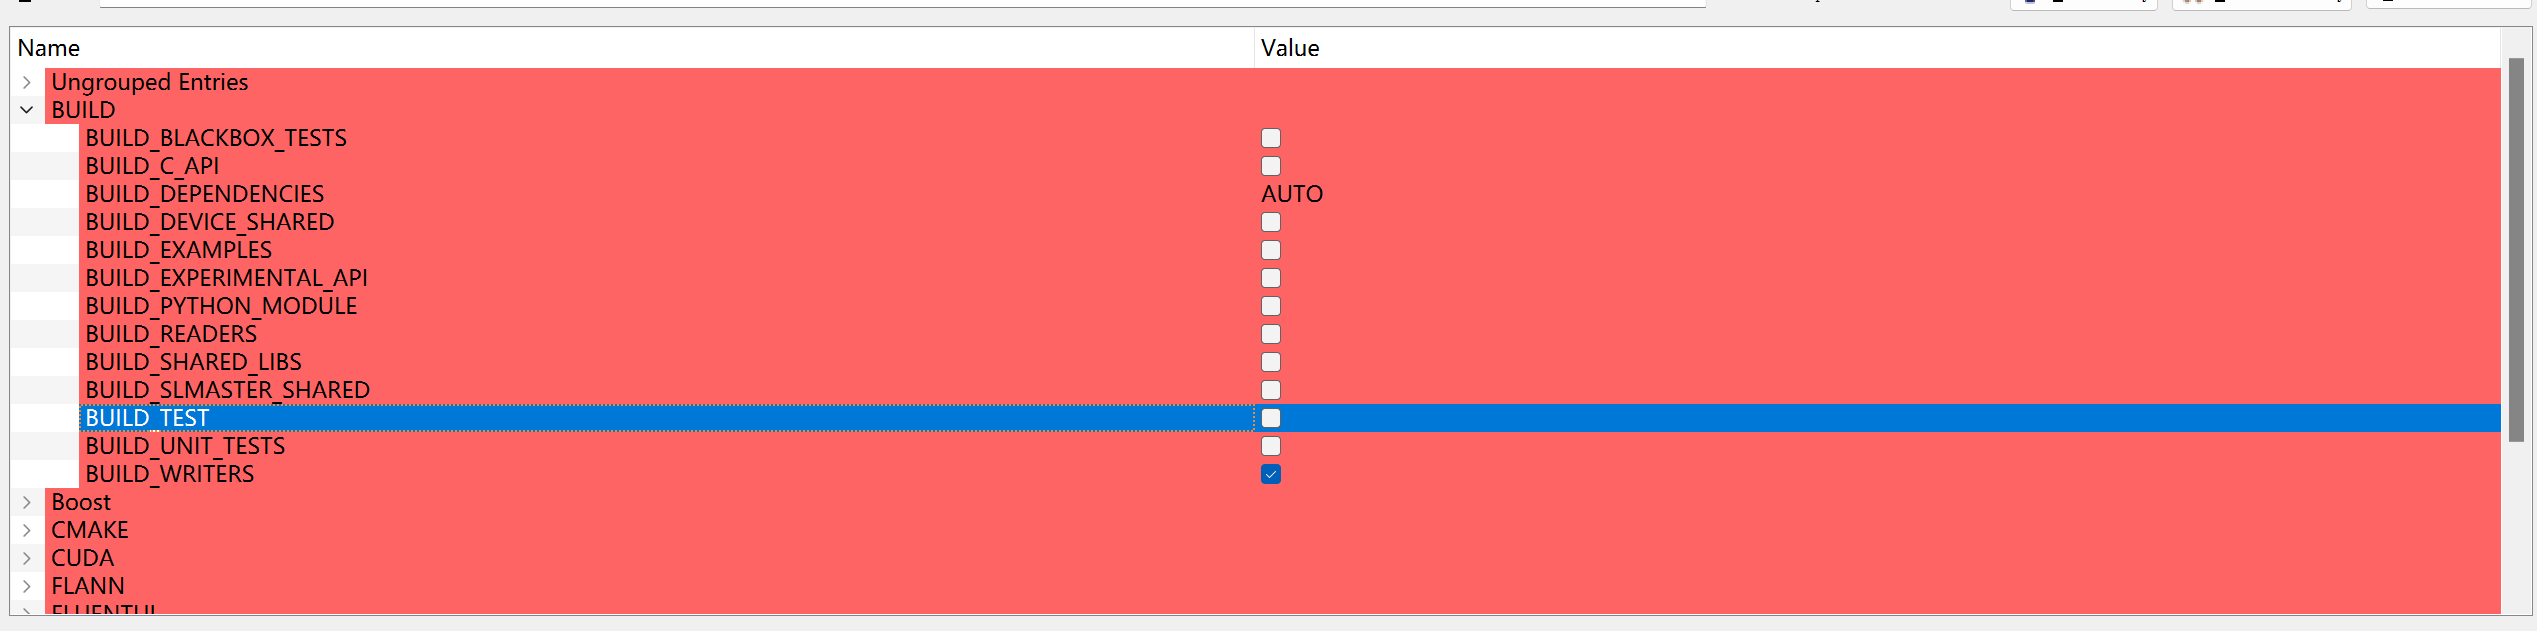 Name Value
Ungrouped Entries
BUILD
BUILD_BLACKBOX_TESTS
BUILD_C_API
BUILD_DEPENDENCIES AUTO
BUILD_DEVICE_SHARED
BUILD_EXAMPLES
BUILD_EXPERIMENTAL_API
BUILD_PYTHON_MODULE
BUILD_READERS
BUILD_SHARED_LIBS
BUILD_SLMASTER_SHARED
BUILD_TEST
BUILD_UNIT_TESTS
BUILD_WRITERS
Boost
CMAKE
CUDA
FLANN